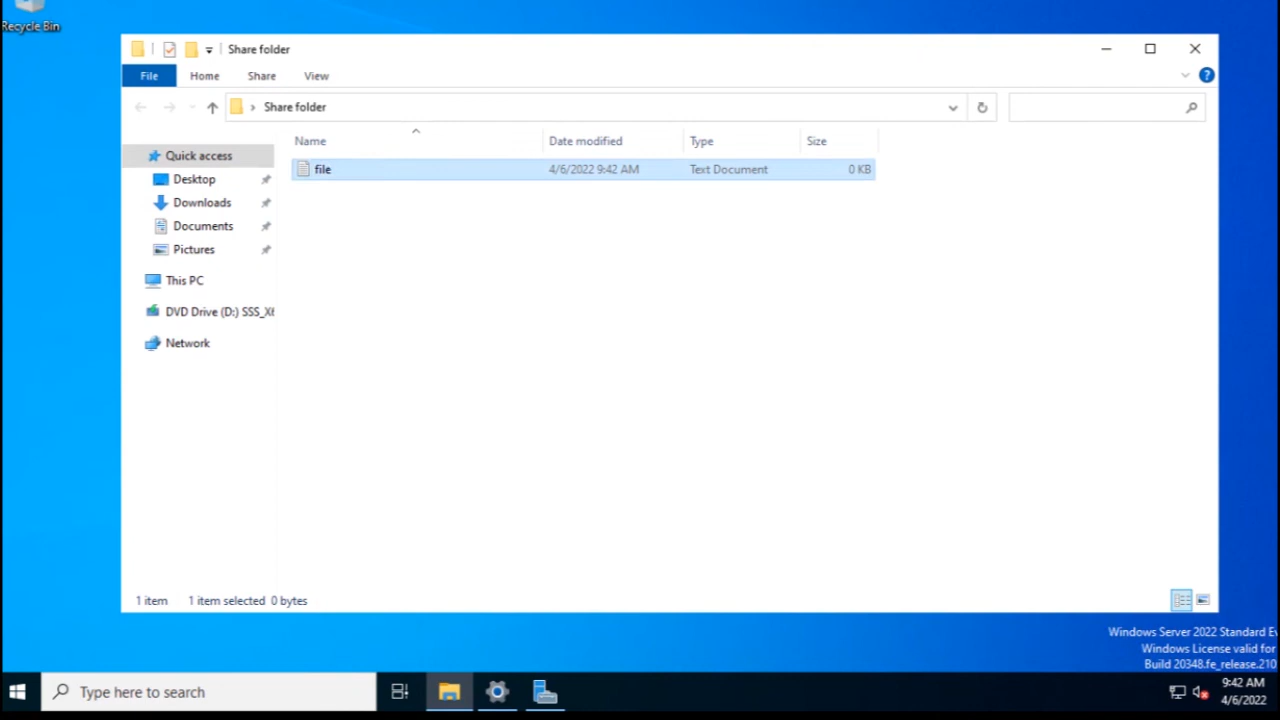 Recycle Bin
Share folder
File Home Share View
Share folder
Name Date modified Type Size
file 4/6/2022 9:42 AM Text Document 0 KB
Quick access
Desktop
Downloads
Documents
Pictures
This PC
DVD Drive (D:) SSS_X6
Network
1 item 1 item selected 0 bytes
Windows Server 2022 Standard Ev
Windows License valid for
Build 20348.fe_release.210
Type here to search
9:42 AM
4/6/2022